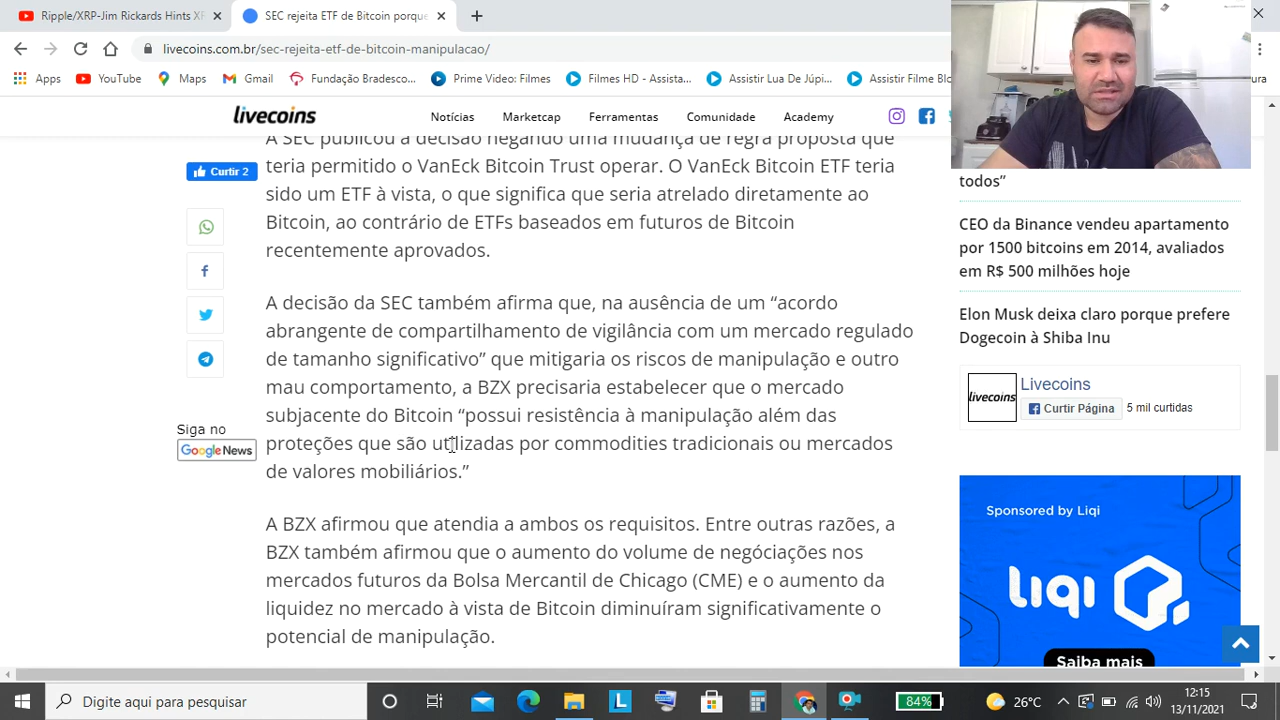 Ripple/XRP-Jim Rickards Hints XF
SEC rejeita ETF de Bitcoin porque
livecoins.com.br/sec-rejeita-etf-de-bitcoin-manipulacao/
Apps
YouTube
Maps
Gmail
Fundação Bradesco...
Prime Video: Filmes
Filmes HD - Assista...
Assistir Lua De Júpi...
Assistir Filme Blo
livecoins
Notícias
Marketcap
Ferramentas
Comunidade
Academy
Curtir 2
A SEC publicou a decisão negando uma mudança de regra proposta que
teria permitido o VanEck Bitcoin Trust operar. O VanEck Bitcoin ETF teria
sido um ETF à vista, o que significa que seria atrelado diretamente ao
Bitcoin, ao contrário de ETFs baseados em futuros de Bitcoin
recentemente aprovados.
A decisão da SEC também afirma que, na ausência de um “acordo
abrangente de compartilhamento de vigilância com um mercado regulado
de tamanho significativo” que mitigaria os riscos de manipulação e outro
mau comportamento, a BZX precisaria estabelecer que o mercado
subjacente do Bitcoin “possui resistência à manipulação além das
proteções que são utilizadas por commodities tradicionais ou mercados
de valores mobiliários.”
Siga no
Google News
A BZX afirmou que atendia a ambos os requisitos. Entre outras razões, a
BZX também afirmou que o aumento do volume de negóciações nos
mercados futuros da Bolsa Mercantil de Chicago (CME) e o aumento da
liquidez no mercado à vista de Bitcoin diminuíram significativamente o
potencial de manipulação.
todos”
CEO da Binance vendeu apartamento
por 1500 bitcoins em 2014, avaliados
em R$ 500 milhões hoje
Elon Musk deixa claro porque prefere
Dogecoin à Shiba Inu
livecoins
Livecoins
Curtir Página
5 mil curtidas
Sponsored by Liqi
LIQI
Saiba mais
Digite aqui para pesquisar
L
84%
26°C
12:15
13/11/2021